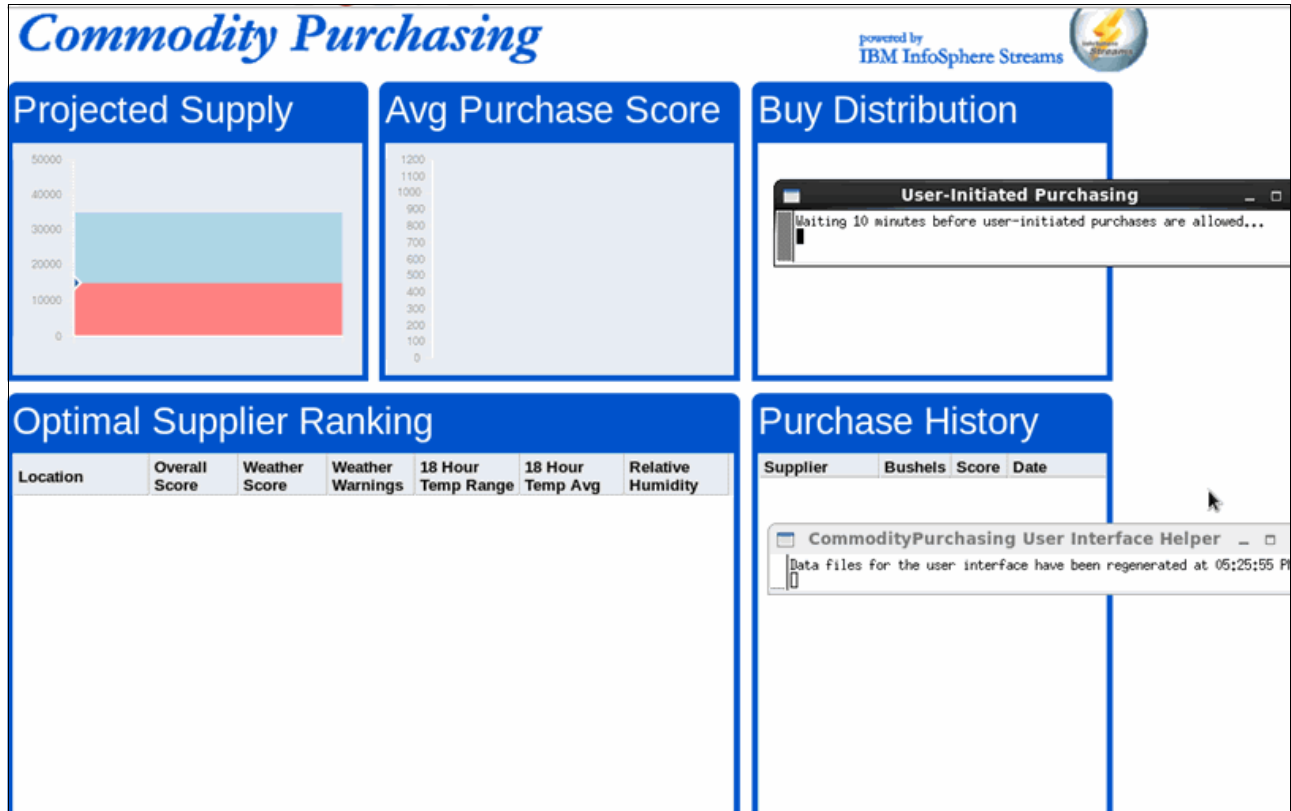 Commodity Purchasing
powered by
IBM InfoSphere Streams
InfoSphere
Streams
Projected Supply
50000
40000
30000
20000
10000
0
Avg Purchase Score
1200
1100
1000
900
800
700
600
500
400
300
200
100
0
Buy Distribution
User-Initiated Purchasing
Waiting 10 minutes before user-initiated purchases are allowed...
Optimal Supplier Ranking
Location
Overall
Score
Weather
Score
Weather
Warnings
18 Hour
Temp Range
18 Hour
Temp Avg
Relative
Humidity
Purchase History
Supplier Bushels Score Date
CommodityPurchasing User Interface Helper
Data files for the user interface have been regenerated at 05:25:55